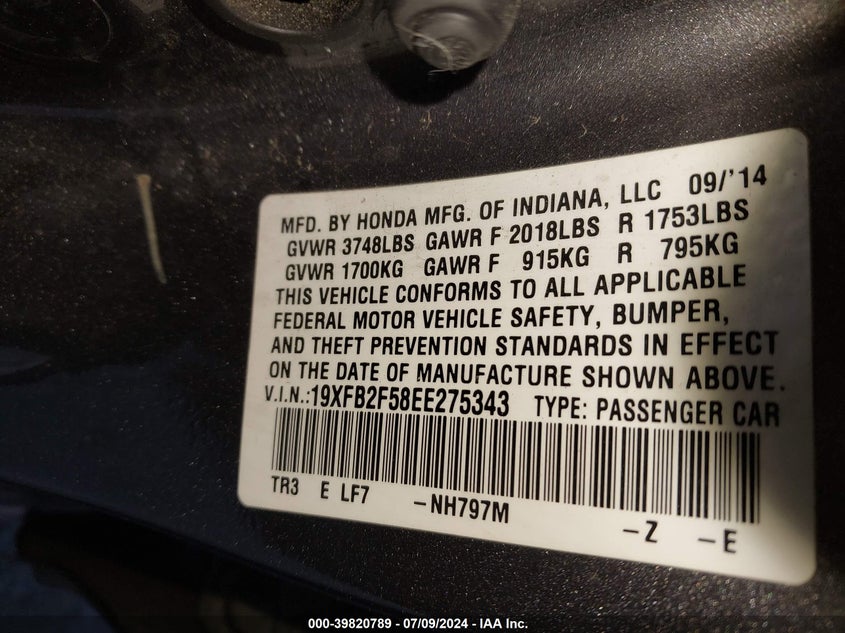 MFD. BY HONDA MFG. OF INDIANA, LLC 09/'14
GVWR 3748LBS GAWR F 2018LBS R 1753LBS
GVWR 1700KG GAWR F 915KG R 795KG
THIS VEHICLE CONFORMS TO ALL APPLICABLE
FEDERAL MOTOR VEHICLE SAFETY, BUMPER,
AND THEFT PREVENTION STANDARDS IN EFFECT
ON THE DATE OF MANUFACTURE SHOWN ABOVE.
V.I.N.:19XFB2F58EE275343 TYPE: PASSENGER CAR
TR3 E LF7 -NH797M -Z -E
000-39820789 / 07/09/2024 - IAA Inc.